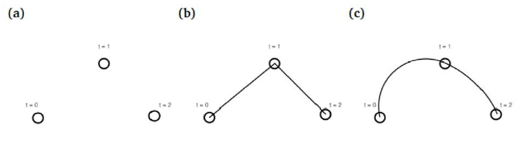 (a)
t = 1
t = 0
t = 2
(b)
t = 1
t = 0
t = 2
(c)
t = 1
t = 0
t = 2